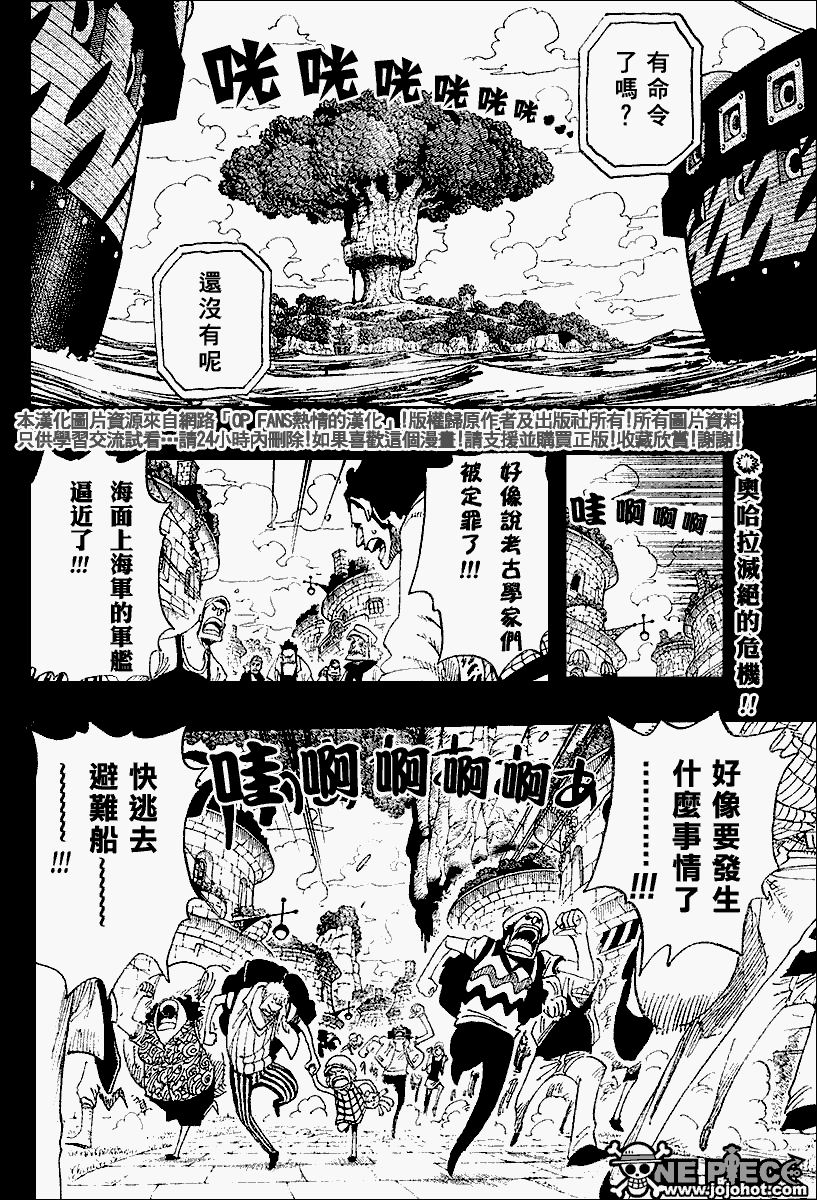 有命令
了嗎?
咣咣咣咣咣咣…
還沒有呢
本漢化圖片資源來自網路「OP FANS熱情的漢化」!版權歸原作者及出版社所有!所有圖片資料
只供學習交流試看…請24小時內刪除!如果喜歡這個漫畫!請支援並購買正版!收藏欣賞!謝謝!
奧哈拉滅絕的危機!!
哇啊啊啊
好像說考古學家們
被定罪了!!!
海面上海軍的軍艦
逼近了!!!
好像要發生
什麼事情了
…………!!!
哇啊啊啊啊あ
快逃去
避難船
~~~~~~!!!
ONE PIECE
www.jojohot.com